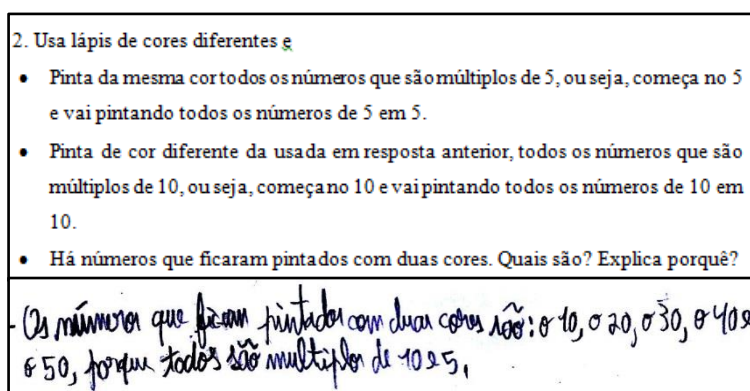 2. Usa lápis de cores diferentes e
• Pinta da mesma cor todos os números que são múltiplos de 5, ou seja, começa no 5
e vai pintando todos os números de 5 em 5.
• Pinta de cor diferente da usada em resposta anterior, todos os números que são
múltiplos de 10, ou seja, começa no 10 e vai pintando todos os números de 10 em
10.
• Há números que ficaram pintados com duas cores. Quais são? Explica porquê?
- Os números que ficam pintados com duas cores são: o 10, o 20, o 30, o 40 e
o 50, porque todos são multiplos de 10 e 5.